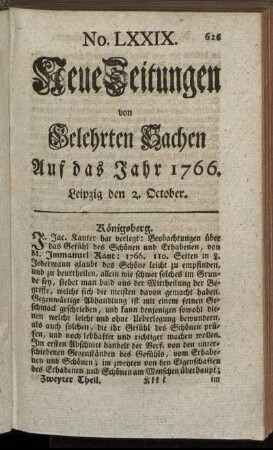 No. LXXIX.
626
Neue Zeitungen
von
Gelehrten Sachen
Auf das Jahr 1766.
Leipzig den 2. October.
Königsberg.
J. Jac. Kanter hat verlegt: Beobachtungen über
das Gefühl des Schönen und Erhabenen, von
M. Immanuel Kant: 1766. 110. Seiten in 8.
Jedermann glaubt das Schöne leicht zu empfinden,
und zu beurtheilen, allein wie schwer solches im Grun-
de sey, siehet man bald aus der Mittheilung der Be-
griffe, welche sich die meisten davon gemacht haben.
Gegenwärtige Abhandlung ist mit einem feinen Ge-
schmack geschrieben, und kann denjenigen sowohl die-
nen welche leicht und ohne Ueberlegung bewundern,
als auch solchen, die ihr Gefühl des Schönen prü-
fen, und noch lebhafter und richtiger machen wollen.
Im ersten Abschnitt handelt der Verf. von den unter-
schiedenen Gegenständen des Gefühls, vom Erhabe-
nen und Schönen; im zweyten von den Eigenschaften
des Erhabenen und Schönen am Menschen überhaupt;
Zweyter Theil. Kkkk im